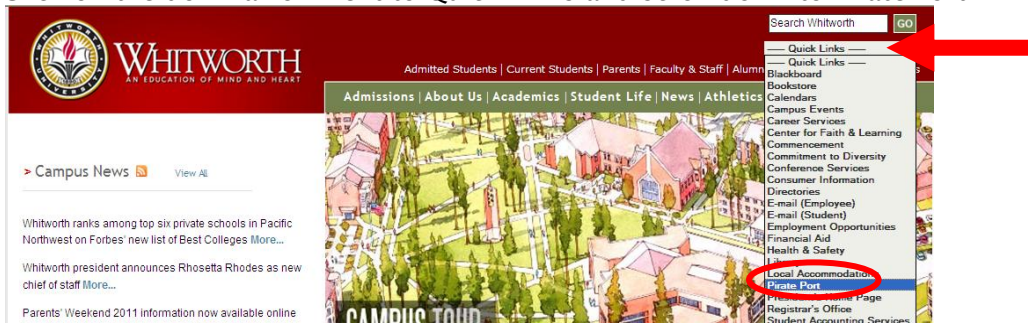 Search Whitworth GO
WHITWORTH
AN EDUCATION OF MIND AND HEART
WHITWORTH UNIVERSITY
Admitted Students | Current Students | Parents | Faculty & Staff |
Admissions | About Us | Academics | Student Life | News | Athletics
—— Quick Links ——
—— Quick Links ——
Blackboard
Bookstore
Calendars
Campus Events
Career Services
Center for Faith & Learning
Commencement
Commitment to Diversity
Conference Services
Consumer Information
Directories
E-mail (Employee)
E-mail (Student)
Employment Opportunities
Financial Aid
Health & Safety
Local Accommodation
Pirate Port
Page
Registrar's Office
Student Accounting Services
> Campus News View All
Whitworth ranks among top six private schools in Pacific
Northwest on Forbes' new list of Best Colleges More...
Whitworth president announces Rhosetta Rhodes as new
chief of staff More...
Parents' Weekend 2011 information now available online
CAMPUS TOUR